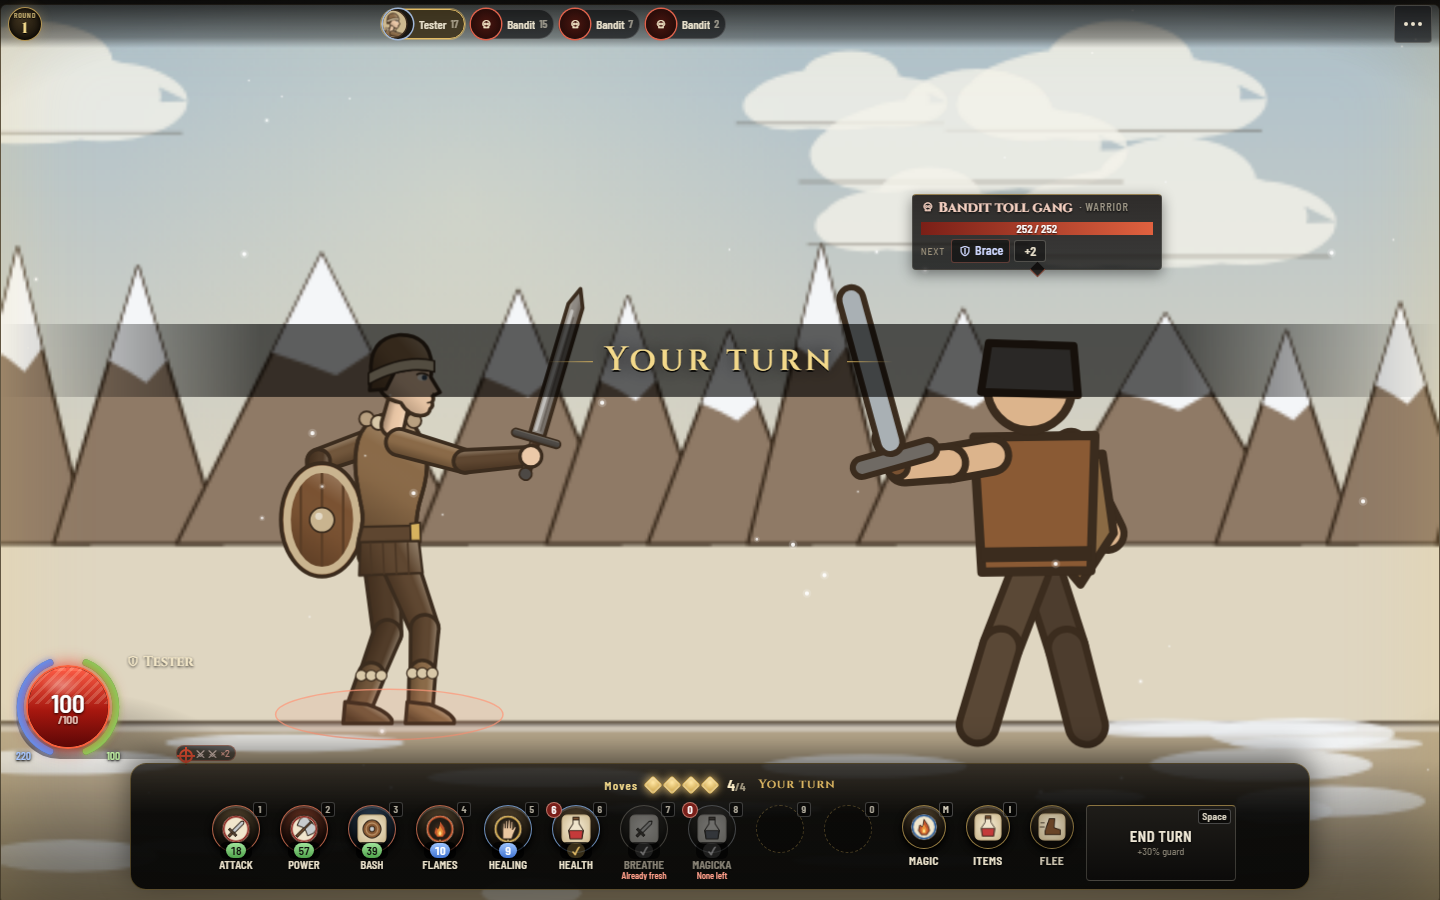 ROUND
1
Tester 17
Bandit 15
Bandit 7
Bandit 2
BANDIT TOLL GANG · WARRIOR
252 / 252
NEXT Brace +2
YOUR TURN
TESTER
100
/100
220
100
×2
Moves 4/4 YOUR TURN
1 2 3 4 5 6 6 7 0 8 9 0 M I Space
18 57 39 10 9
ATTACK POWER BASH FLAMES HEALING HEALTH BREATHE MAGICKA MAGIC ITEMS FLEE
Already fresh None left
END TURN
+30% guard